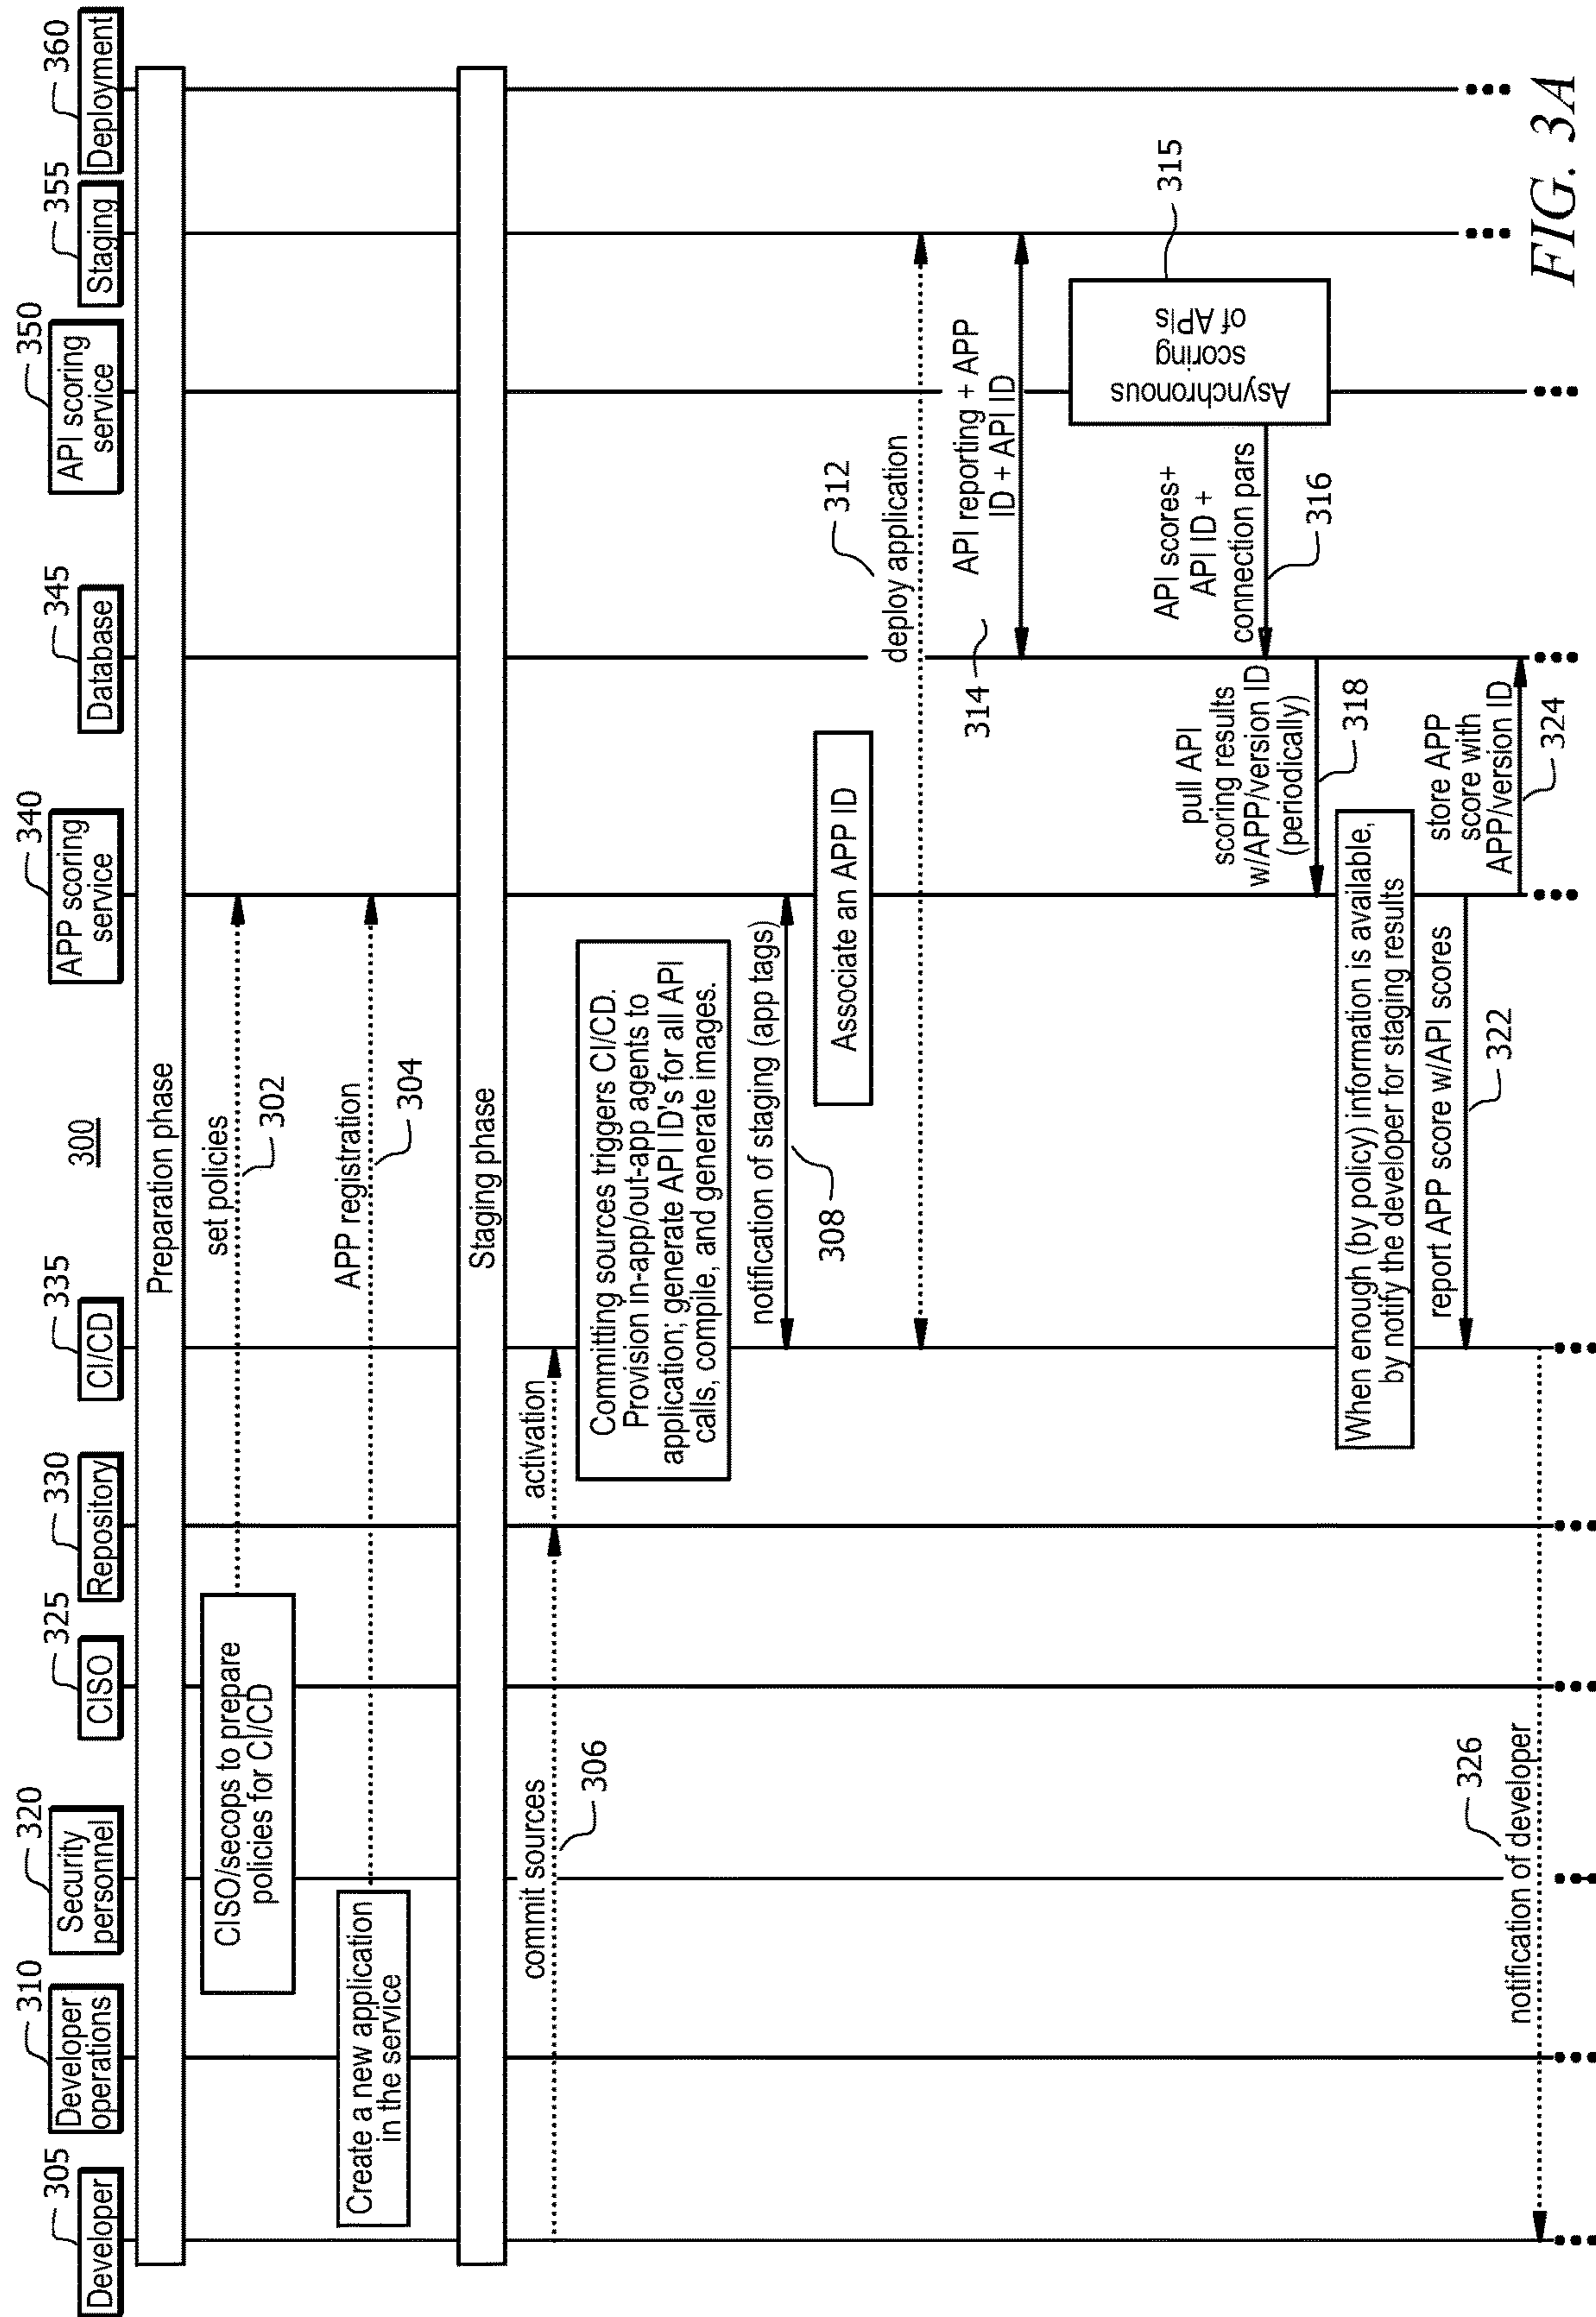 300
305
Developer
310
Developer
operations
320
Security
personnel
325
CISO
330
Repository
335
CI/CD
340
APP scoring
service
345
Database
350
API scoring
service
355
Staging
360
Deployment
Preparation phase
CISO/secops to prepare
policies for CI/CD
set policies
302
Create a new application
in the service
APP registration
304
Staging phase
commit sources
306
activation
Committing sources triggers CI/CD.
Provision in-app/out-app agents to
application; generate API ID's for all API
calls, compile, and generate images.
notification of staging (app tags)
308
Associate an APP ID
312
deploy application
314
API reporting + APP
ID + API ID
Asynchronous
scoring
of APIs
315
API scores+
API ID +
connection pars
316
pull API
scoring results
w/APP/version ID
(periodically)
318
When enough (by policy) information is available,
by notify the developer for staging results
report APP score w/API scores
322
store APP
score with
APP/version ID
324
326
notification of developer
FIG. 3A